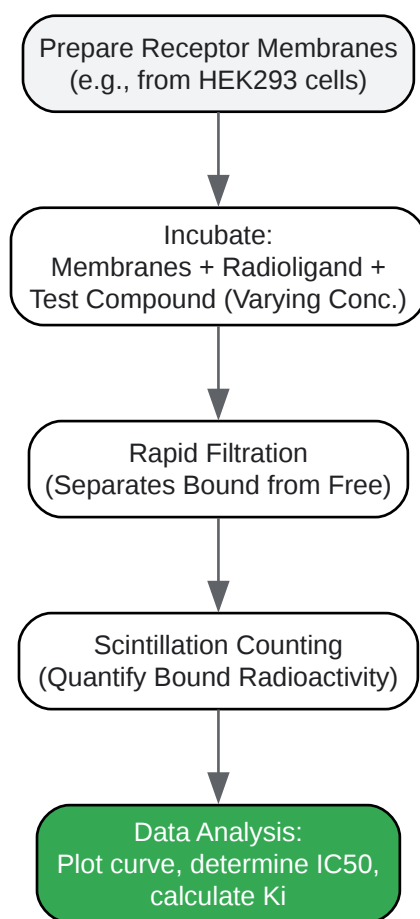 Prepare Receptor Membranes
(e.g., from HEK293 cells)
Incubate:
Membranes + Radioligand +
Test Compound (Varying Conc.)
Rapid Filtration
(Separates Bound from Free)
Scintillation Counting
(Quantify Bound Radioactivity)
Data Analysis:
Plot curve, determine IC50,
calculate Ki